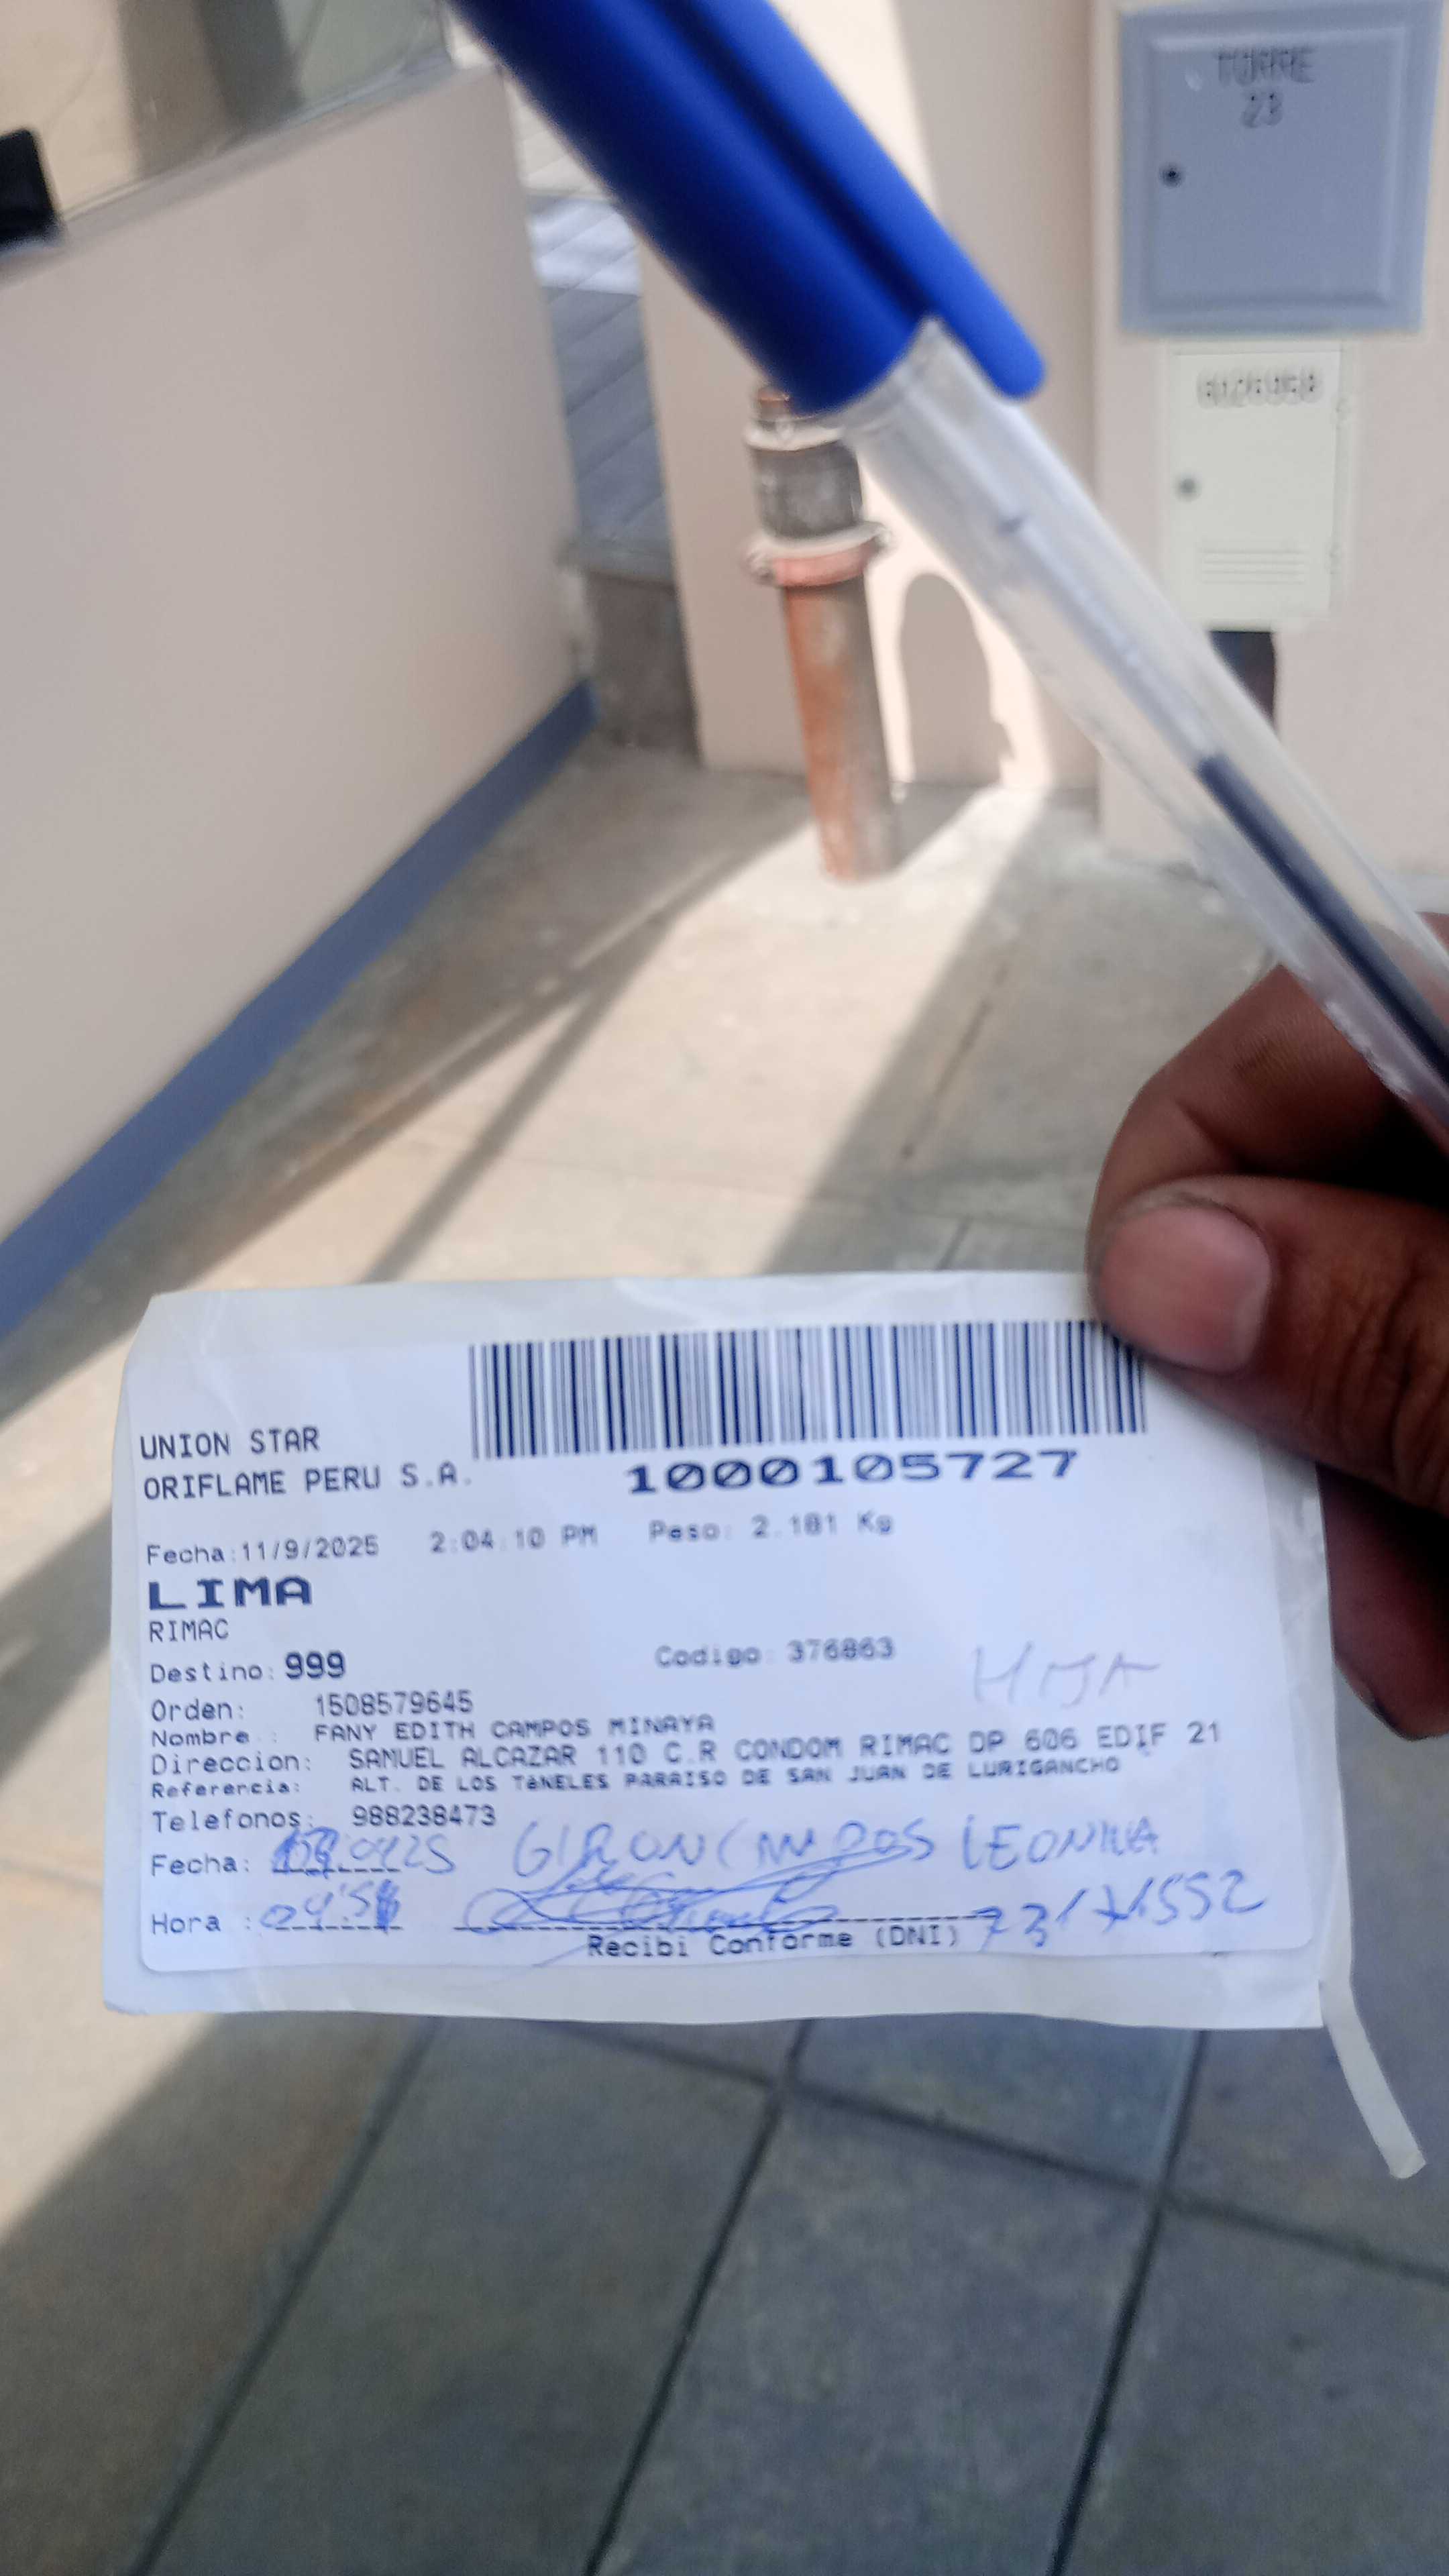 TORRE
23
UNION STAR
ORIFLAME PERU S.A.
1000105727
Fecha:11/9/2025 2:04:10 PM Peso: 2.181 Kg
LIMA
RIMAC
Destino: 999 Codigo: 376863
HIJA
Orden: 1508579645
Nombre : FANY EDITH CAMPOS MINAYA
Direccion: SAMUEL ALCAZAR 110 C.R CONDOM RIMAC DP 606 EDIF 21
Referencia: ALT. DE LOS TúNELES PARAISO DE SAN JUAN DE LURIGANCHO
Telefonos: 988238473
Fecha: GIRON CAMPOS
Hora :
Recibi Conforme (DNI)